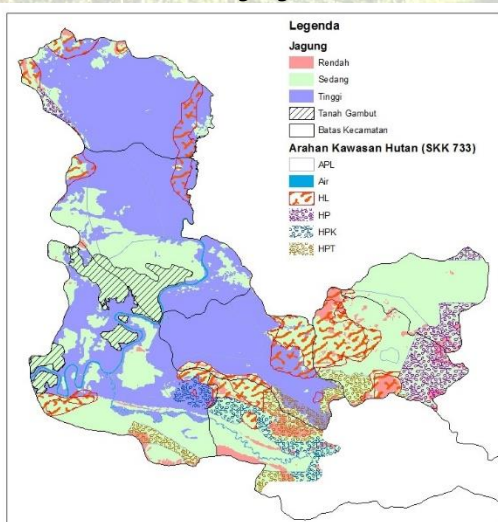 Legenda
Jagung
Rendah
Sedang
Tinggi
Tanah Gambut
Batas Kecamatan
Arahan Kawasan Hutan (SKK 733)
APL
Air
HL
HP
HPK
HPT